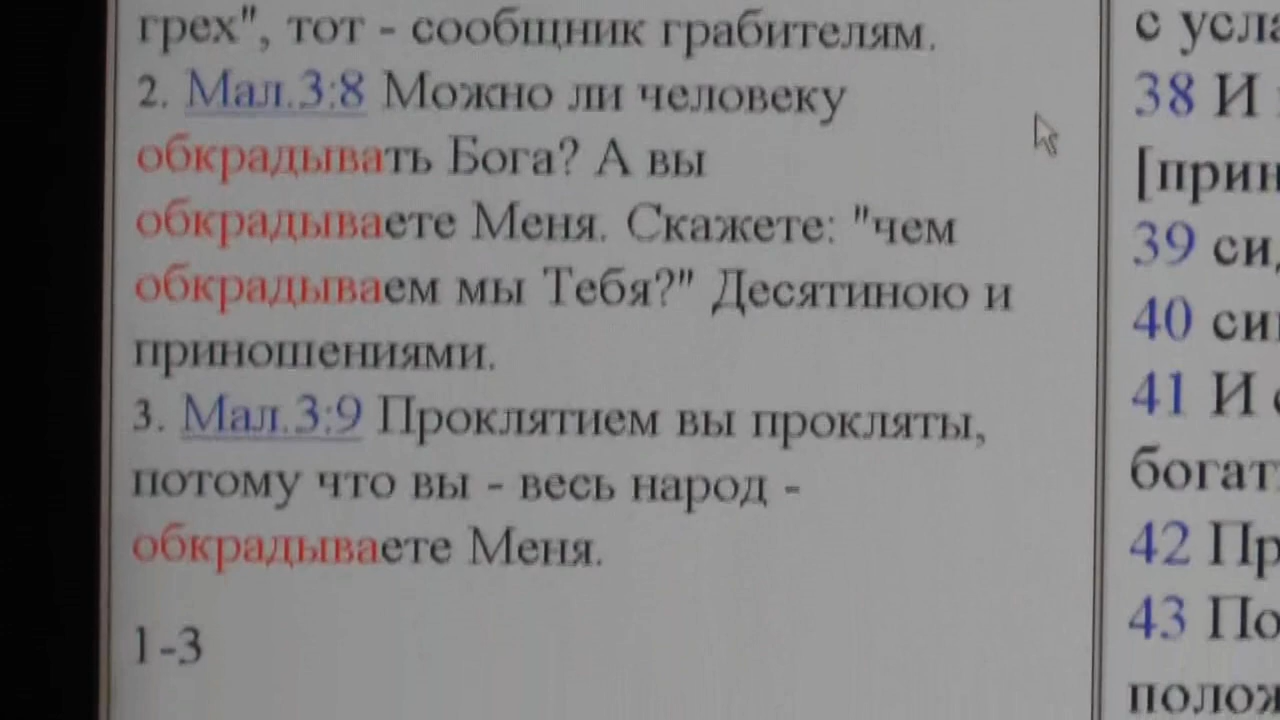 грех", тот - сообщник грабителям.
2. Мал.3:8 Можно ли человеку
обкрадывать Бога? А вы
обкрадываете Меня. Скажете: "чем
обкрадываем мы Тебя?" Десятиною и
приношениями.
3. Мал.3:9 Проклятием вы прокляты,
потому что вы - весь народ -
обкрадываете Меня.
1-3
с
38 И
39
40
41 И
42
43